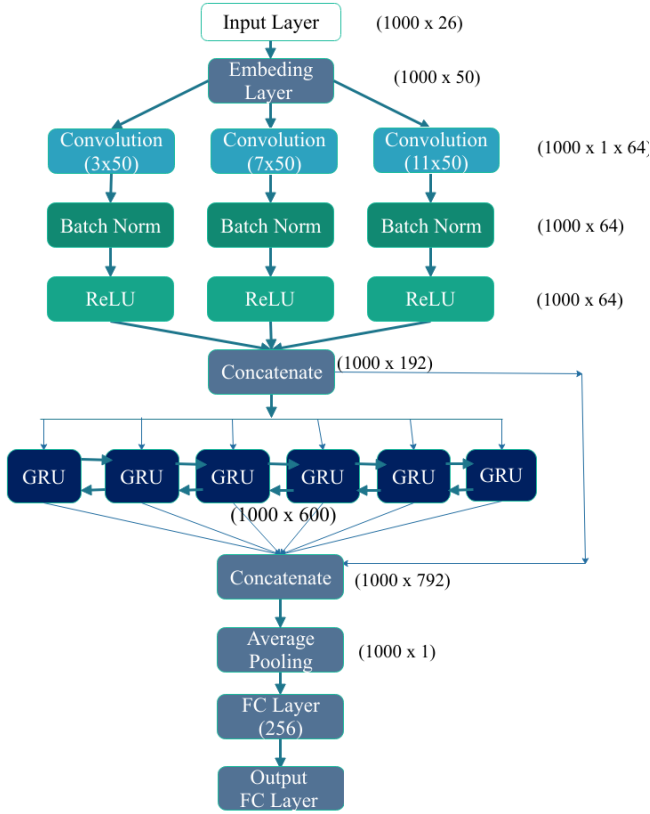 Input Layer
(1000 x 26)
Embeding
Layer
(1000 x 50)
Convolution
(3x50)
Convolution
(7x50)
Convolution
(11x50)
(1000 x 1 x 64)
Batch Norm
Batch Norm
Batch Norm
(1000 x 64)
ReLU
ReLU
ReLU
(1000 x 64)
Concatenate
(1000 x 192)
GRU
GRU
GRU
GRU
GRU
GRU
(1000 x 600)
Concatenate
(1000 x 792)
Average
Pooling
(1000 x 1)
FC Layer
(256)
Output
FC Layer